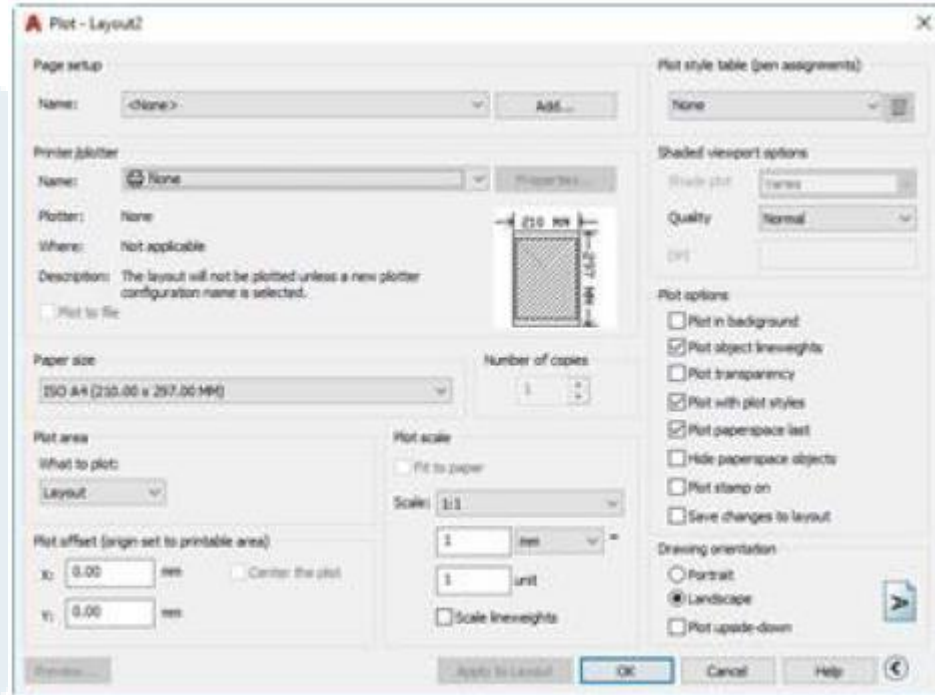 Plot - Layout2
Page setup
Name: <None> Add...
Printer/plotter
Name: None Properties...
Plotter: None
Where: Not applicable
Description: The layout will not be plotted unless a new plotter
configuration name is selected.
Plot to file
210 MM
297 MM
Paper size
ISO A4 (210.00 x 297.00 MM)
Number of copies
1
Plot area
What to plot:
Layout
Plot offset (origin set to printable area)
X: 0.00 mm Center the plot
Y: 0.00 mm
Plot scale
Fit to paper
Scale: 1:1
1 mm =
1 unit
Scale lineweights
Plot style table (pen assignments)
None
Shaded viewport options
Shade plot Varies
Quality Normal
DPI
Plot options
Plot in background
Plot object lineweights
Plot transparency
Plot with plot styles
Plot paperspace last
Hide paperspace objects
Plot stamp on
Save changes to layout
Drawing orientation
Portrait
Landscape
Plot upside-down
A
Preview... Apply to Layout OK Cancel Help